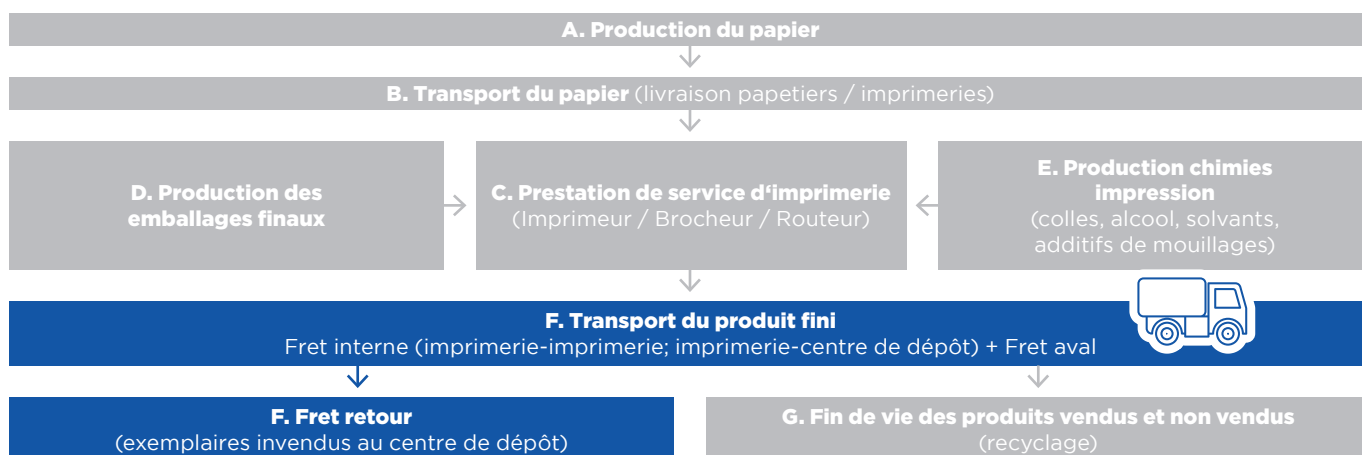 A. Production du papier
B. Transport du papier (livraison papetiers / imprimeries)
D. Production des
emballages finaux
C. Prestation de service d‘imprimerie
(Imprimeur / Brocheur / Routeur)
E. Production chimies
impression
(colles, alcool, solvants,
additifs de mouillages)
F. Transport du produit fini
Fret interne (imprimerie-imprimerie; imprimerie-centre de dépôt) + Fret aval
F. Fret retour
(exemplaires invendus au centre de dépôt)
G. Fin de vie des produits vendus et non vendus
(recyclage)